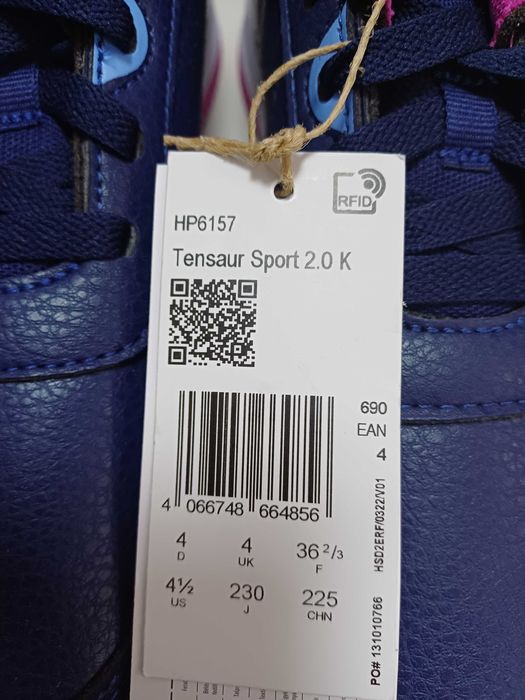 RFID
HP6157
Tensaur Sport 2.0 K
690
EAN
4
4 066748 664856
4 4 36 2/3
D UK F
4½ 230 225
US J CHN
HSD2ERF/0322/V01
PO# 131010766